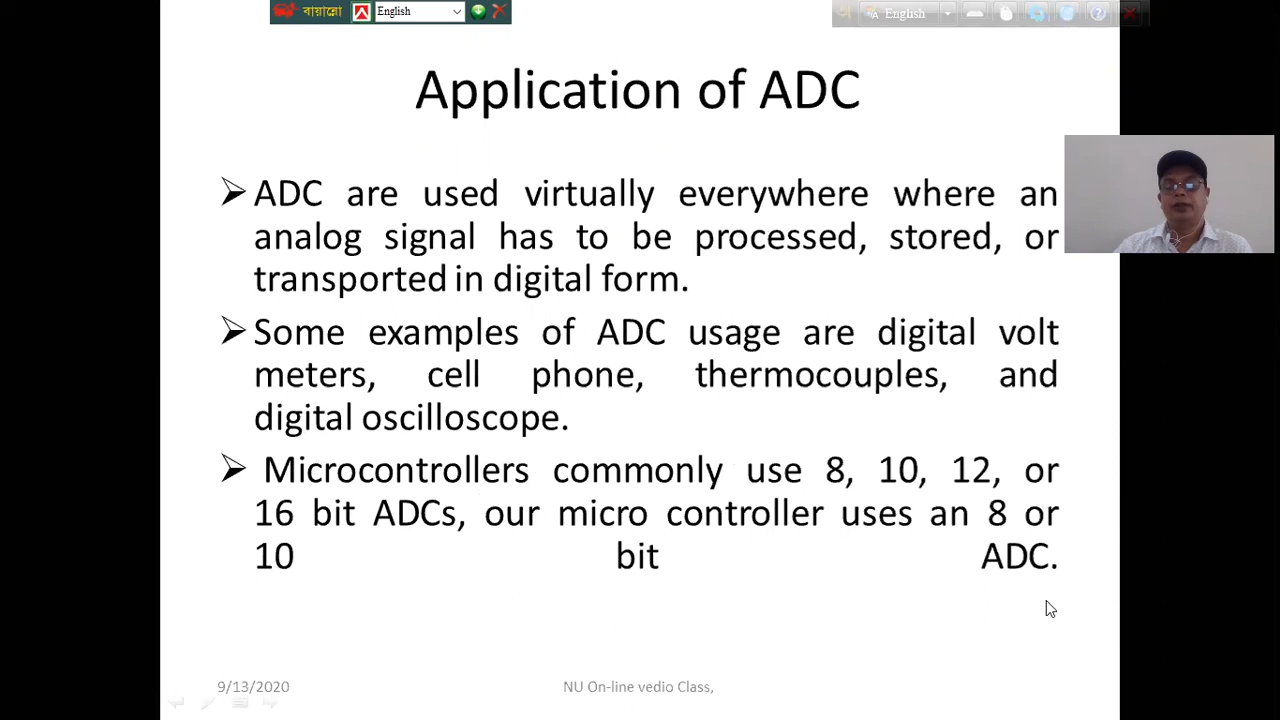 বায়ান্নো English
English
Application of ADC
ADC are used virtually everywhere where an
analog signal has to be processed, stored, or
transported in digital form.
Some examples of ADC usage are digital volt
meters, cell phone, thermocouples, and
digital oscilloscope.
Microcontrollers commonly use 8, 10, 12, or
16 bit ADCs, our micro controller uses an 8 or
10 bit ADC.
9/13/2020 NU On-line vedio Class,